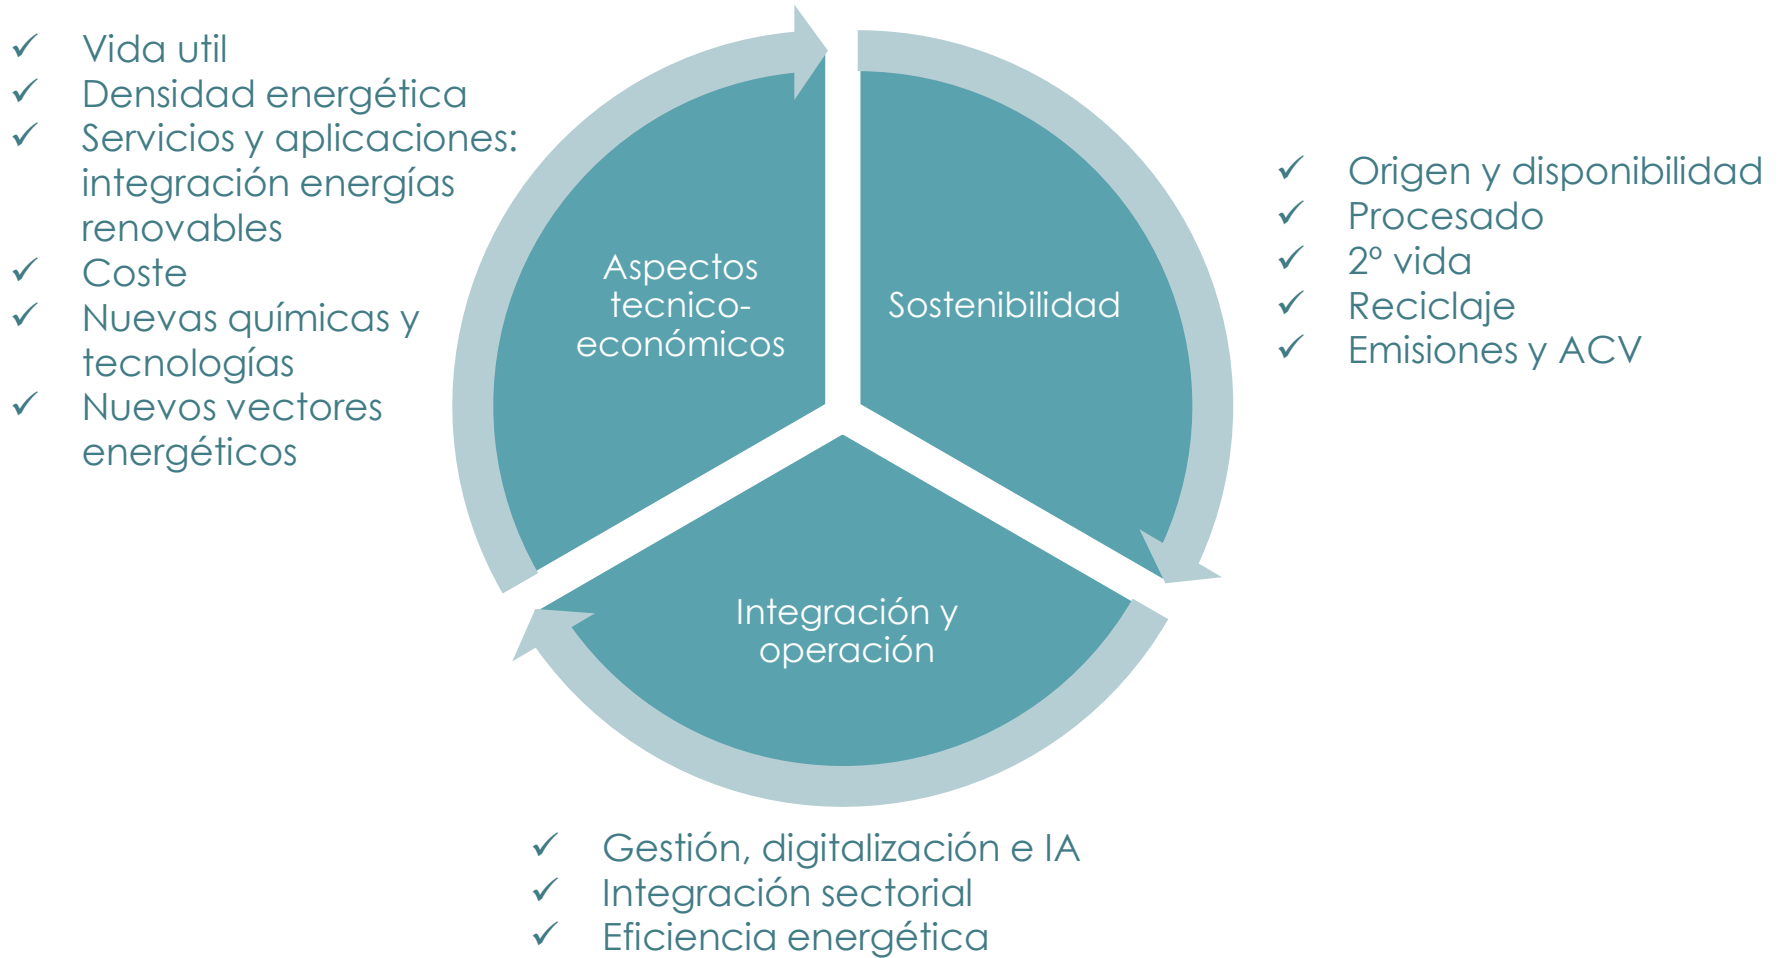 Vida util
Densidad energética
Servicios y aplicaciones:
integración energías
renovables
Coste
Nuevas químicas y
tecnologías
Nuevos vectores
energéticos
Aspectos
tecnico-
económicos
Sostenibilidad
Origen y disponibilidad
Procesado
2º vida
Reciclaje
Emisiones y ACV
Integración y
operación
Gestión, digitalización e IA
Integración sectorial
Eficiencia energética